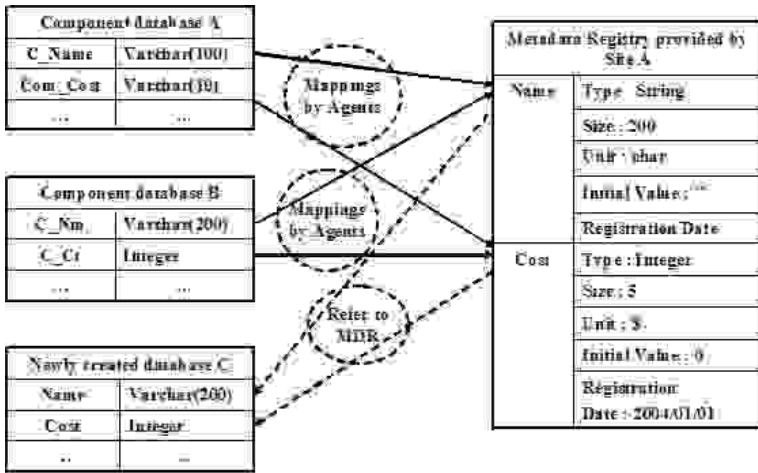 Component database A
C_Name Varchar(100)
Com_Cost Varchar(10)
... ...
Component database B
C_Nm Varchar(200)
C_Ct Integer
... ...
Newly created database C
Name Varchar(200)
Cost Integer
... ...
Mappings
by Agents
Mappings
by Agents
Refer to
MDR
Metadata Registry provided by
Site A
Name Type : String
Size : 200
Unit : char
Initial Value : ""
Registration Date
Cost Type : Integer
Size : 5
Unit : $
Initial Value : 0
Registration
Date : 2004/01/01